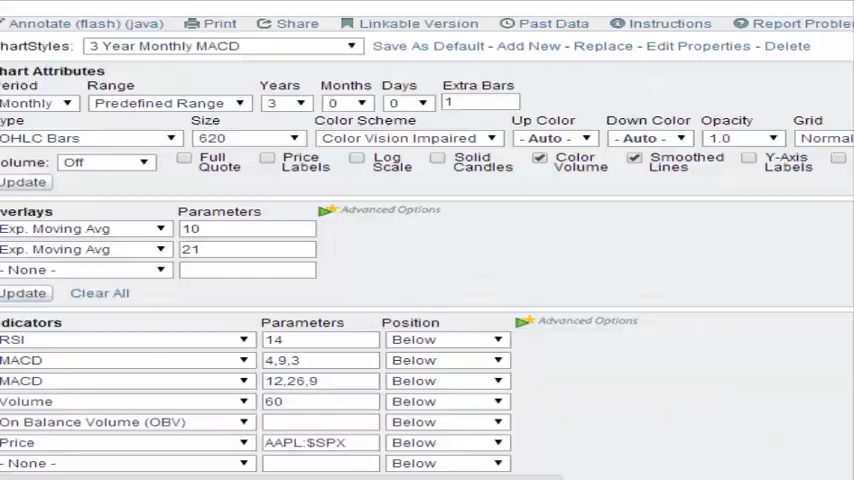 Annotate (flash) (java) Print Share Linkable Version Past Data Instructions Report Proble
hartStyles: 3 Year Monthly MACD Save As Default - Add New - Replace - Edit Properties - Delete
hart Attributes
eriod Range Years Months Days Extra Bars
Monthly Predefined Range 3 0 0 1
ype Size Color Scheme Up Color Down Color Opacity Grid
OHLC Bars 620 Color Vision Impaired - Auto - - Auto - 1.0 Normal
olume: Off Full Quote Price Labels Log Scale Solid Candles Color Volume Smoothed Lines Y-Axis Labels
Update
verlays Parameters Advanced Options
Exp. Moving Avg 10
Exp. Moving Avg 21
- None -
Update Clear All
dicators Parameters Position Advanced Options
RSI 14 Below
MACD 4,9,3 Below
MACD 12,26,9 Below
Volume 60 Below
On Balance Volume (OBV) Below
Price AAPL:$SPX Below
- None - Below